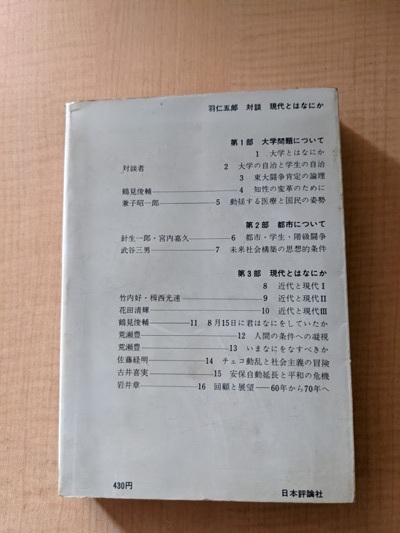 羽仁五郎 対談 現代とはなにか
第1部 大学問題について
1 大学とはなにか
対談者 2 大学の自治と学生の自治
3 東大闘争肯定の論理
鶴見俊輔 4 知性の変革のために
兼子昭一郎 5 動揺する医療と国民の姿勢
第2部 都市について
針生一郎・宮内嘉久 6 都市・学生・階級闘争
武谷三男 7 未来社会構築の思想的条件
第3部 現代とはなにか
8 近代と現代Ⅰ
竹内好・楫西光速 9 近代と現代Ⅱ
花田清輝 10 近代と現代Ⅲ
鶴見俊輔 11 8月15日に君はなにをしていたか
荒瀬豊 12 人間の条件への凝視
荒瀬豊 13 いまなにをなすべきか
佐藤経明 14 チェコ動乱と社会主義の冒険
古井喜実 15 安保自動延長と平和の危機
岩井章 16 回顧と展望——60年から70年へ
430円
日本評論社